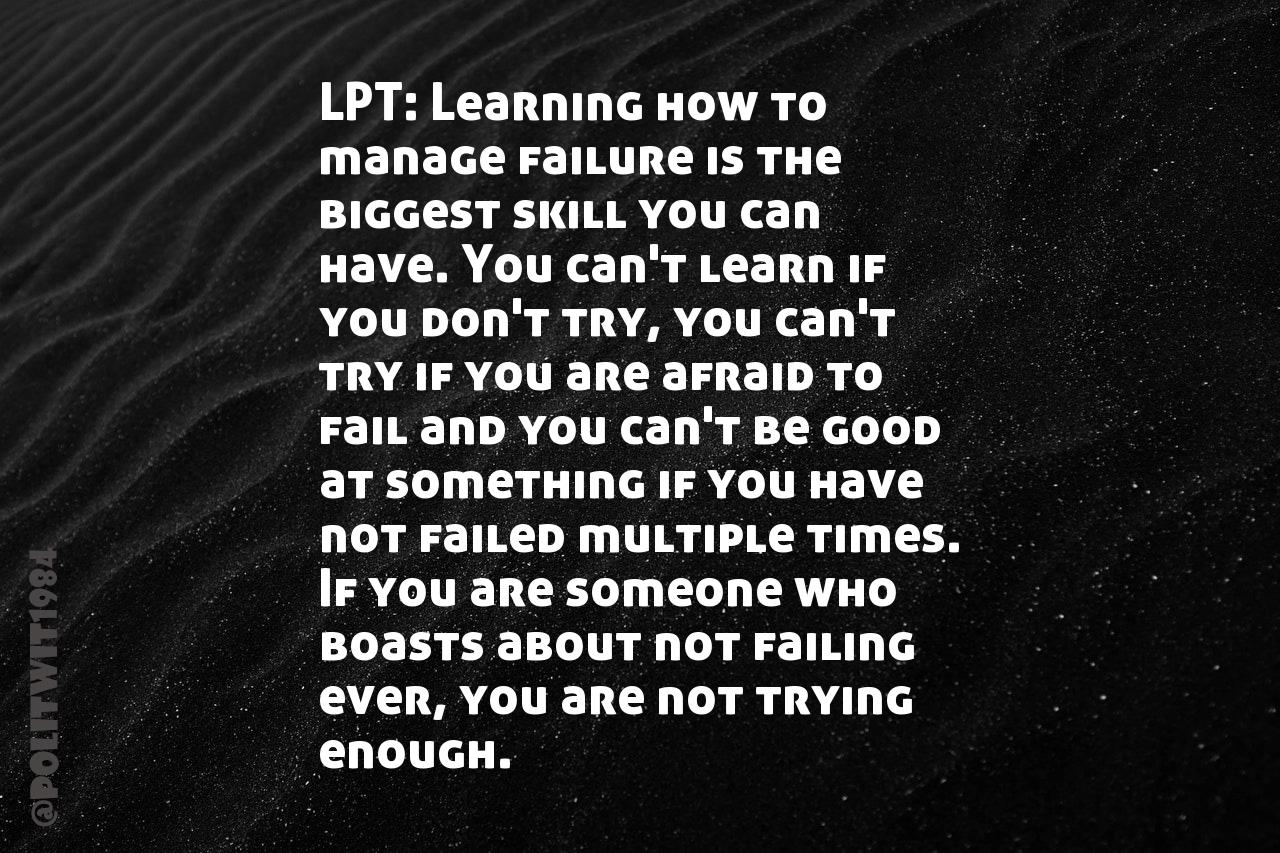 LPT: Learning how to
manage failure is the
biggest skill you can
have. You can't learn if
you don't try, you can't
try if you are afraid to
fail and you can't be good
at something if you have
not failed multiple times.
If you are someone who
boasts about not failing
ever, you are not trying
enough.
@POLITWIT1984